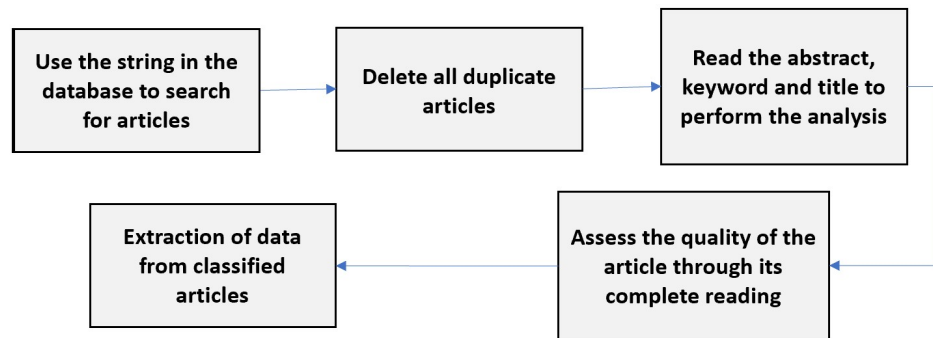 Use the string in the
database to search
for articles
Delete all duplicate
articles
Read the abstract,
keyword and title to
perform the analysis
Assess the quality of the
article through its
complete reading
Extraction of data
from classified
articles